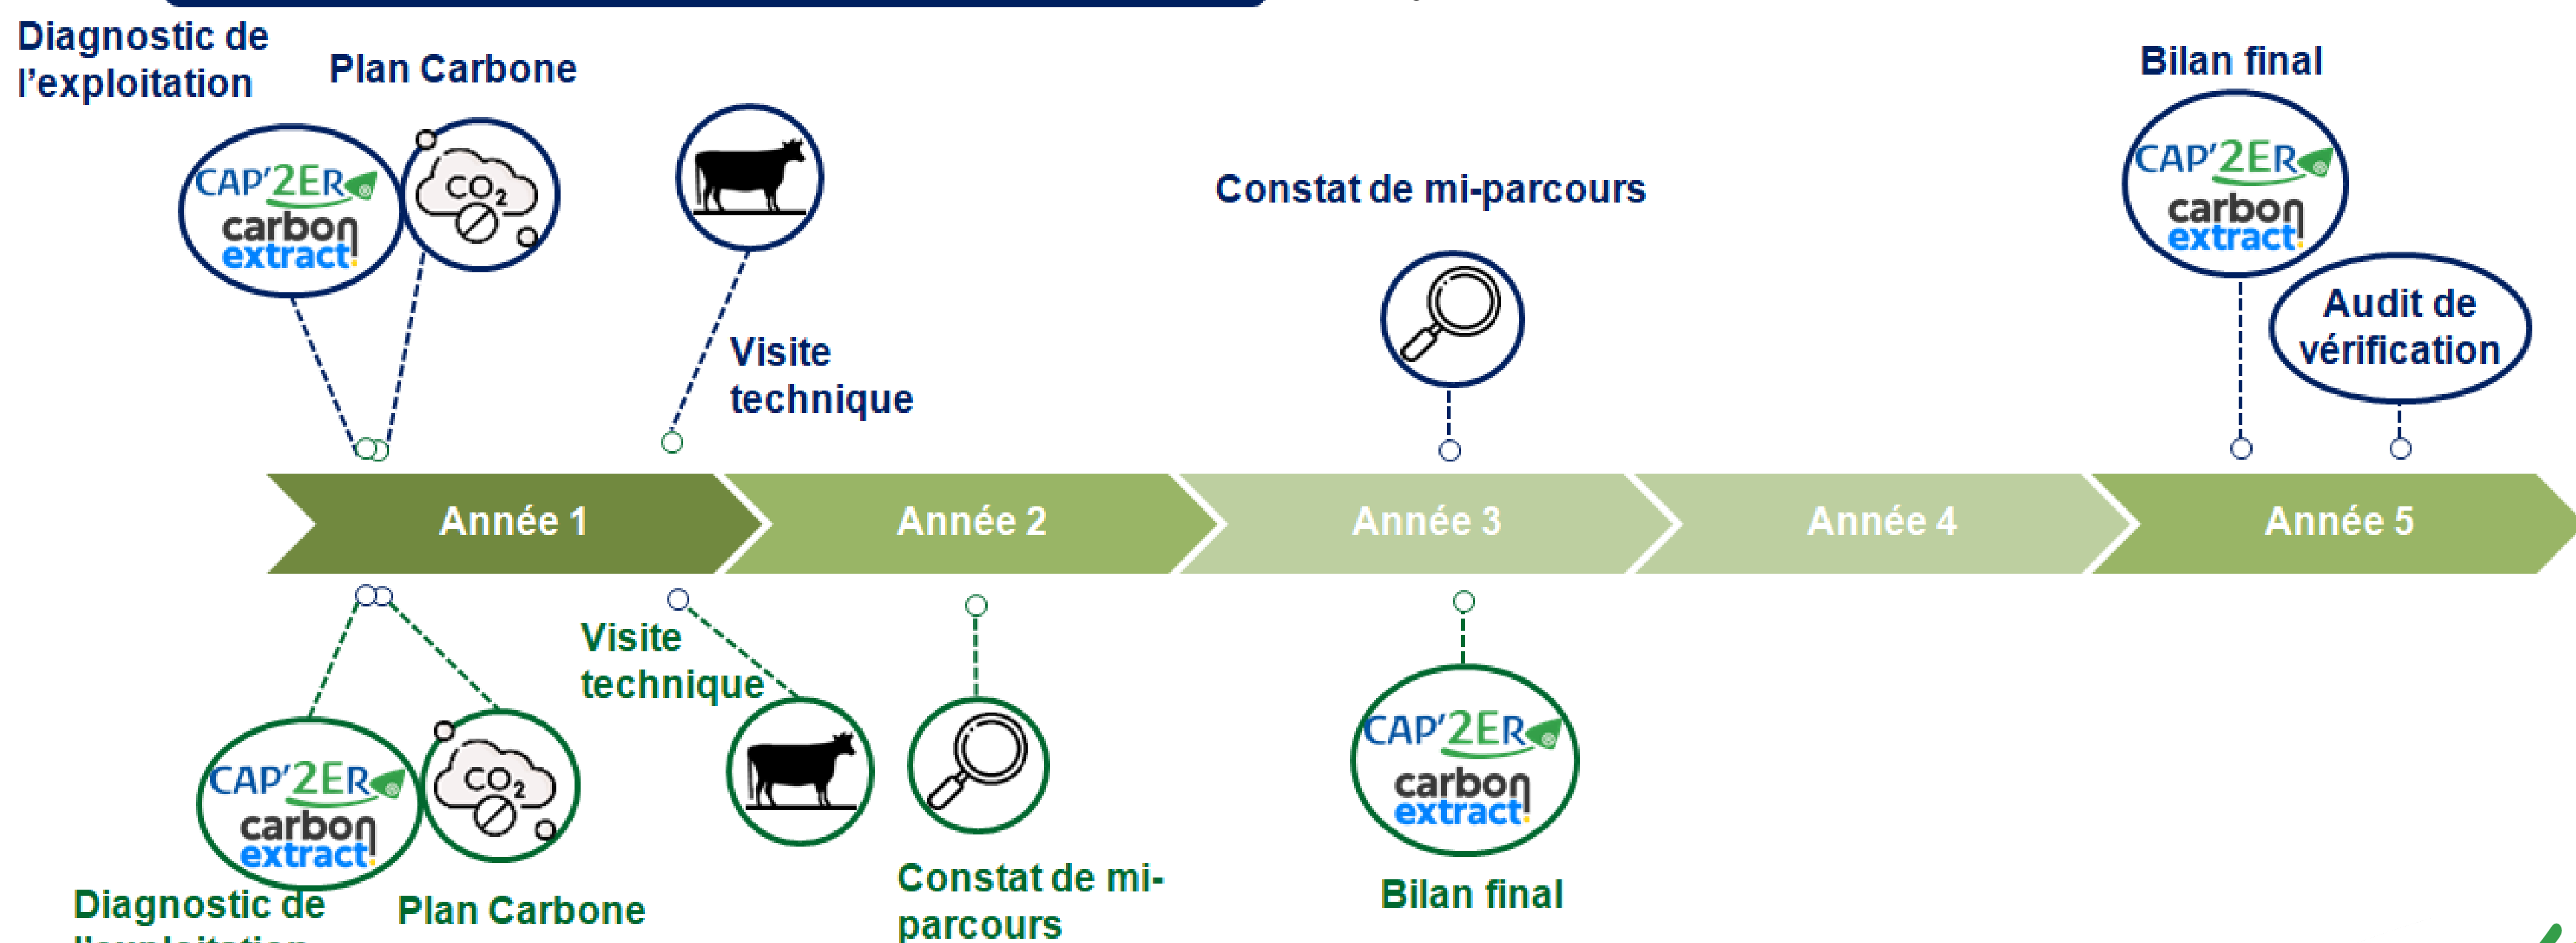 Diagnostic de
l'exploitation
Plan Carbone
Bilan final
CAP'2ER®
carbon
extract!
CO₂
CAP'2ER®
carbon
extract!
Constat de mi-parcours
Audit de
vérification
Visite
technique
Année 1
Année 2
Année 3
Année 4
Année 5
Visite
technique
CAP'2ER®
carbon
extract!
CO₂
CAP'2ER®
carbon
extract!
Diagnostic de
l'exploitation
Plan Carbone
Constat de mi-
parcours
Bilan final